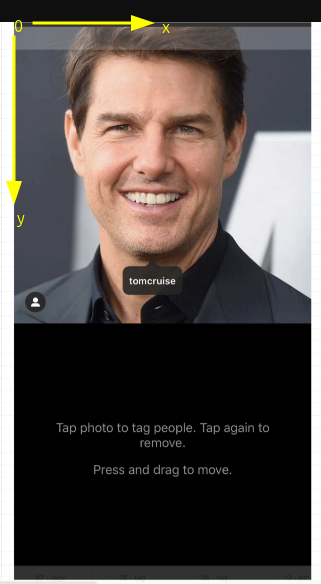 0
x
y
tomcruise
Tap photo to tag people. Tap again to
remove.
Press and drag to move.